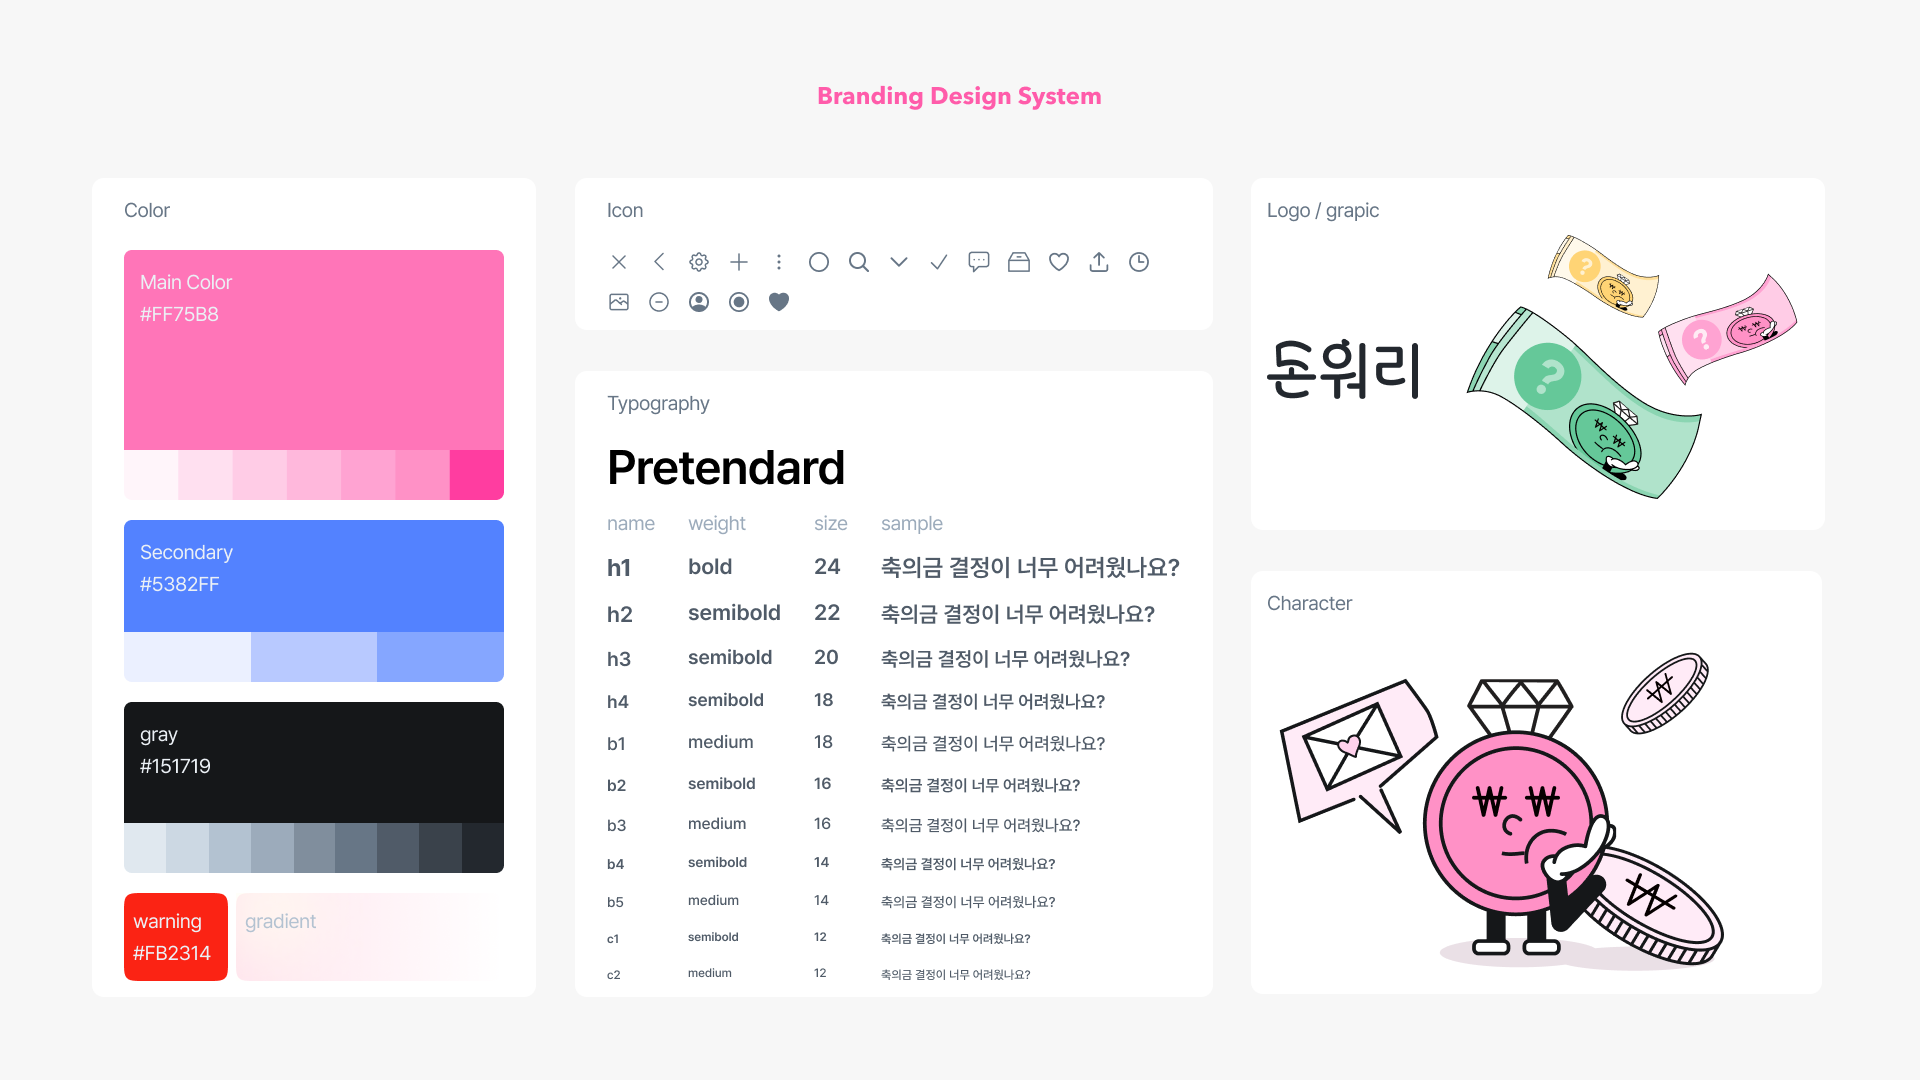 Branding Design System
Color
Main Color
#FF75B8
Secondary
#5382FF
gray
#151719
warning
#FB2314
gradient
Icon
Typography
Pretendard
name weight size sample
h1 bold 24 축의금 결정이 너무 어려웠나요?
h2 semibold 22 축의금 결정이 너무 어려웠나요?
h3 semibold 20 축의금 결정이 너무 어려웠나요?
h4 semibold 18 축의금 결정이 너무 어려웠나요?
b1 medium 18 축의금 결정이 너무 어려웠나요?
b2 semibold 16 축의금 결정이 너무 어려웠나요?
b3 medium 16 축의금 결정이 너무 어려웠나요?
b4 semibold 14 축의금 결정이 너무 어려웠나요?
b5 medium 14 축의금 결정이 너무 어려웠나요?
c1 semibold 12 축의금 결정이 너무 어려웠나요?
c2 medium 12 축의금 결정이 너무 어려웠나요?
Logo / grapic
돈워리
?
?
?
Character
₩
₩ ₩
₩